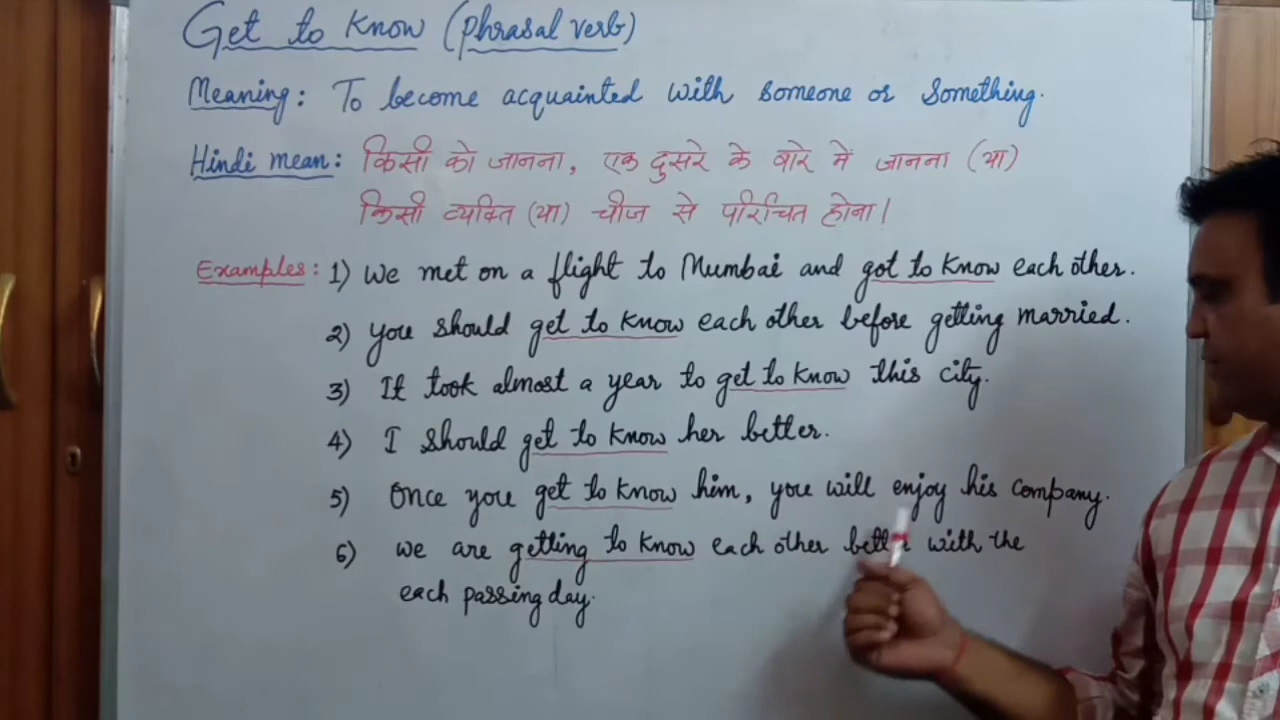 Get to know (phrasal verb)
Meaning: To become acquainted with someone or something.
Hindi mean: किसी को जानना, एक दुसरे के बारे में जानना (या)
किसी व्यक्ति (या) चीज से परिचित होना।
Examples: 1) We met on a flight to Mumbai and got to know each other.
2) You should get to know each other before getting married.
3) It took almost a year to get to know this city.
4) I should get to know her better.
5) Once you get to know him, you will enjoy his company.
6) We are getting to know each other better with the
each passing day.